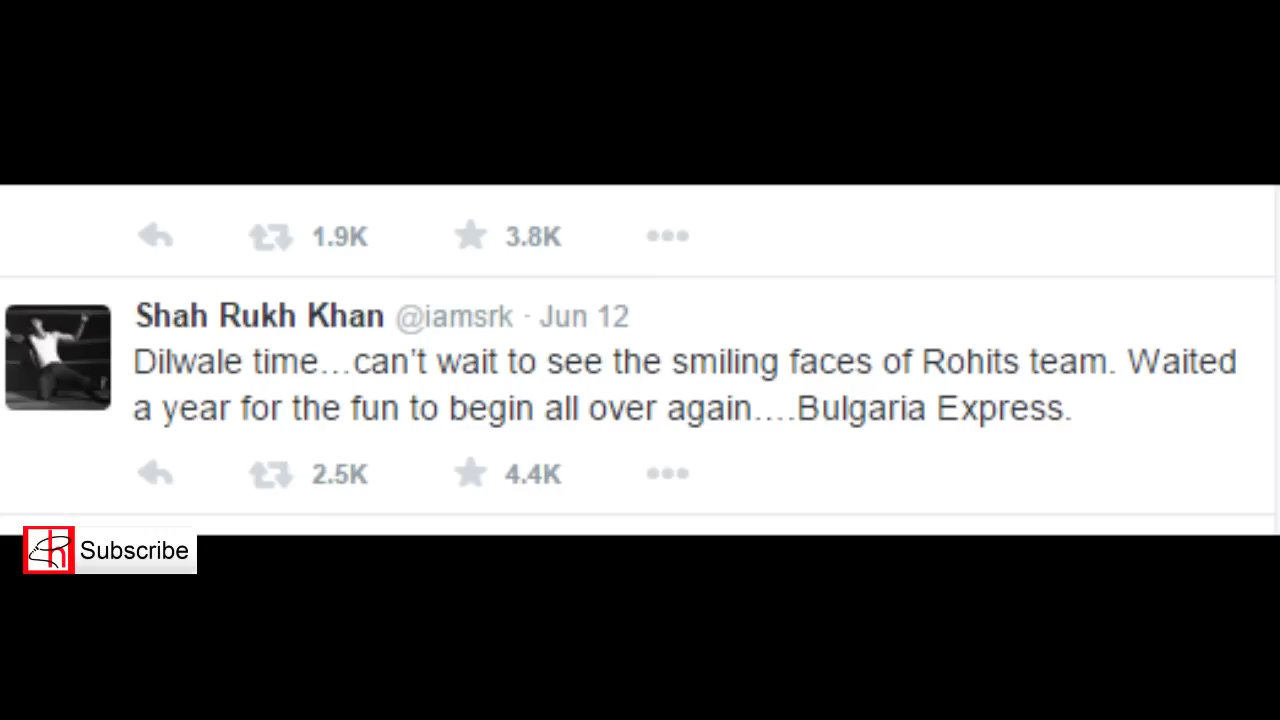 1.9K 3.8K
Shah Rukh Khan @iamsrk · Jun 12
Dilwale time...can't wait to see the smiling faces of Rohits team. Waited
a year for the fun to begin all over again....Bulgaria Express.
2.5K 4.4K
Subscribe